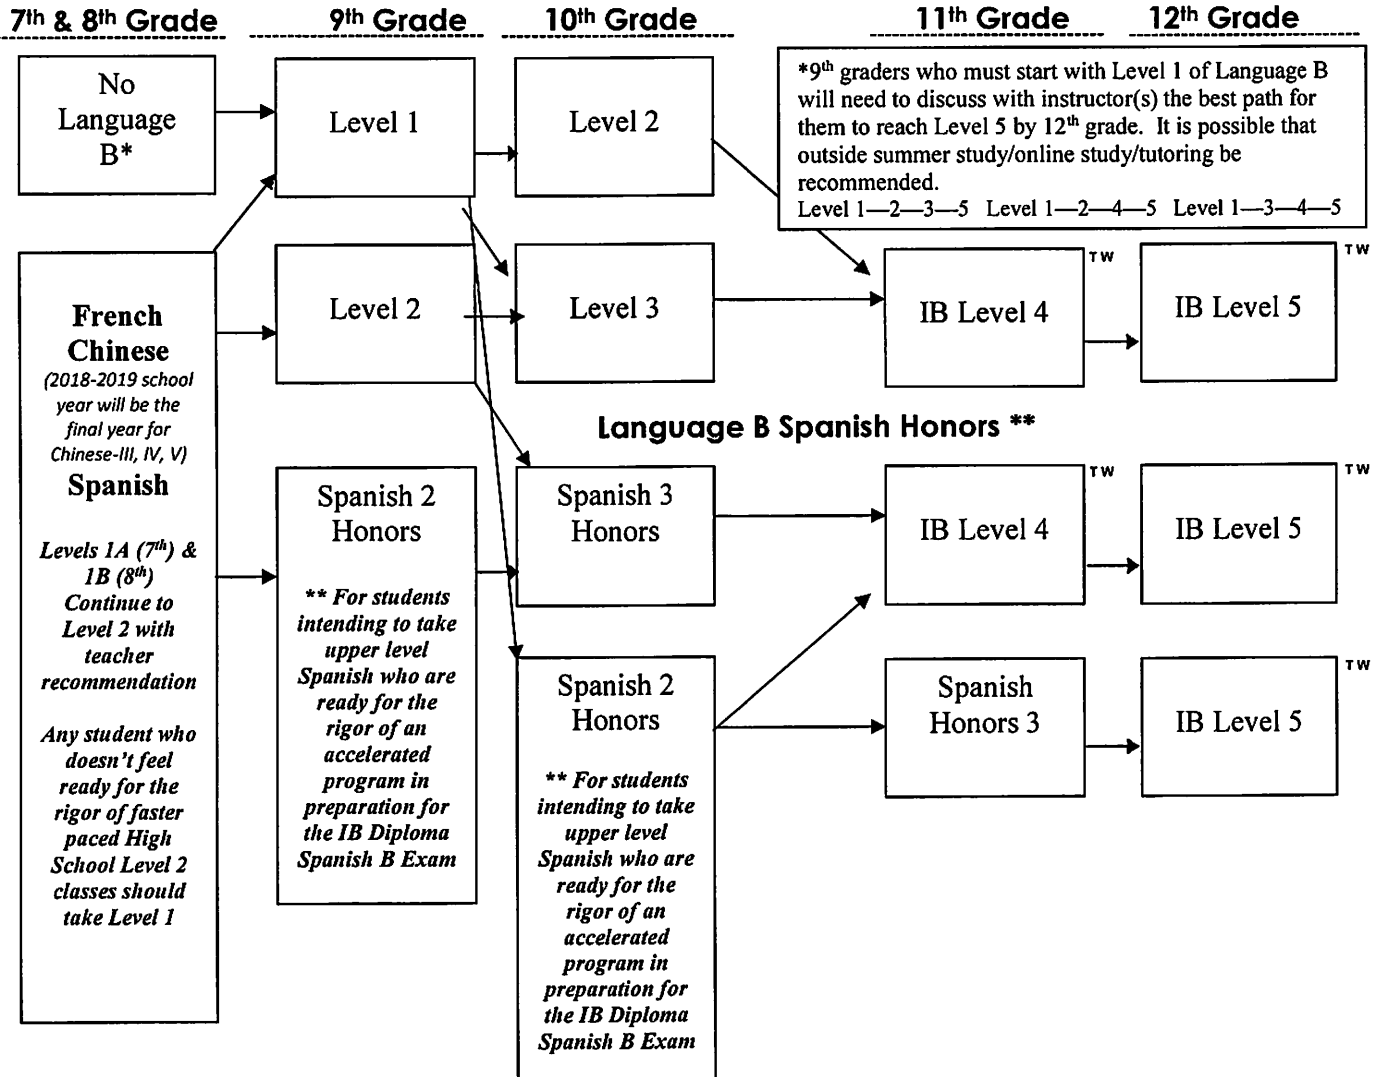 7th & 8th Grade
9th Grade
10th Grade
11th Grade
12th Grade
No
Language
B*
Level 1
Level 2
*9th graders who must start with Level 1 of Language B
will need to discuss with instructor(s) the best path for
them to reach Level 5 by 12th grade. It is possible that
outside summer study/online study/tutoring be
recommended.
Level 1—2—3—5 Level 1—2—4—5 Level 1—3—4—5
French
Chinese
(2018-2019 school
year will be the
final year for
Chinese-III, IV, V)
Spanish
Levels 1A (7th) &
1B (8th)
Continue to
Level 2 with
teacher
recommendation
Any student who
doesn't feel
ready for the
rigor of faster
paced High
School Level 2
classes should
take Level 1
Level 2
Level 3
IB Level 4
TW
IB Level 5
TW
Language B Spanish Honors **
Spanish 2
Honors
** For students
intending to take
upper level
Spanish who are
ready for the
rigor of an
accelerated
program in
preparation for
the IB Diploma
Spanish B Exam
Spanish 3
Honors
IB Level 4
TW
IB Level 5
TW
Spanish 2
Honors
** For students
intending to take
upper level
Spanish who are
ready for the
rigor of an
accelerated
program in
preparation for
the IB Diploma
Spanish B Exam
Spanish
Honors 3
IB Level 5
TW